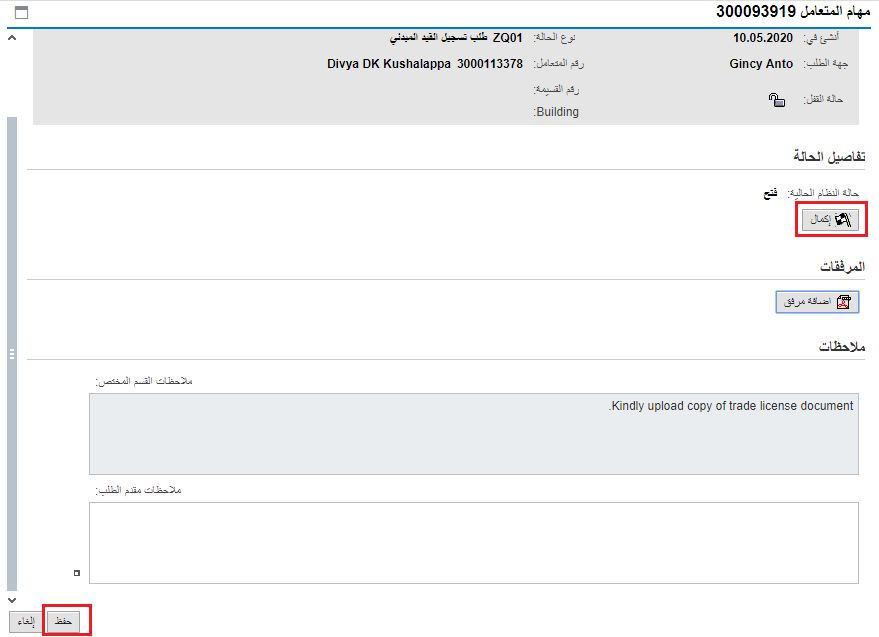 مهام المتعامل 300093919
أنشئ في: 10.05.2020 نوع الحالة: ZQ01 طلب تسجيل القيد المبدئي
جهة الطلب: Gincy Anto رقم المتعامل: 3000113378 Divya DK Kushalappa
رقم القسيمة:
حالة القفل:
Building:
تفاصيل الحالة
حالة النظام الحالية: فتح
إكمال
المرفقات
اضافة مرفق
ملاحظات
ملاحظات القسم المختص:
Kindly upload copy of trade license document.
ملاحظات مقدم الطلب:
حفظ إلغاء